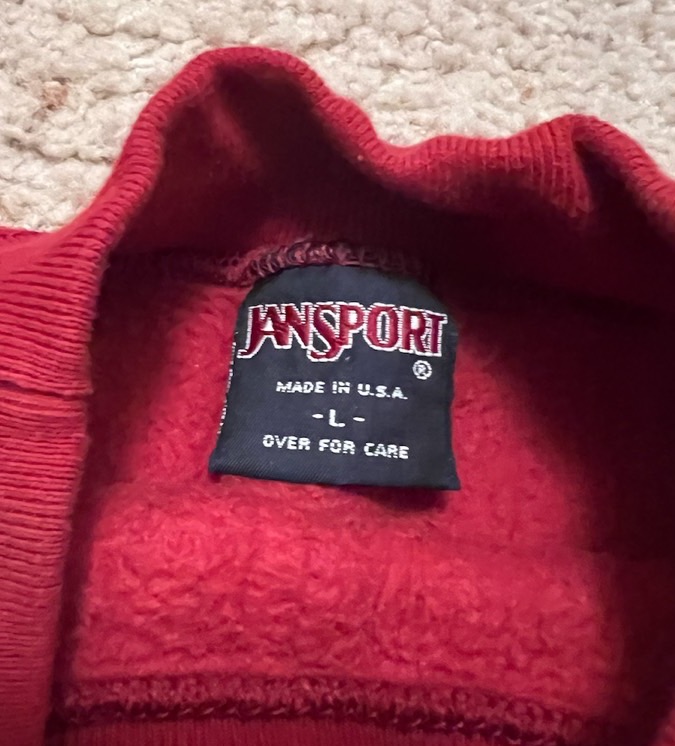 JANSPORT
®
MADE IN U.S.A.
- L -
OVER FOR CARE